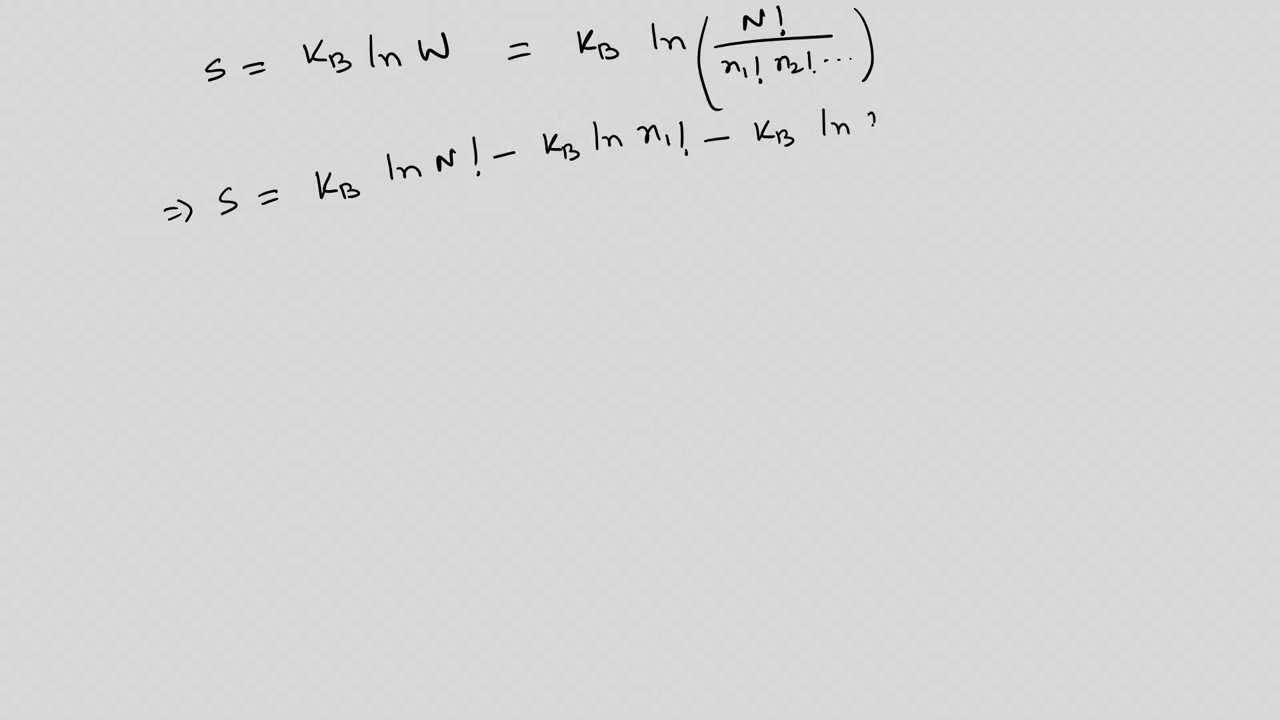 S = K_B ln W = K_B ln ( N! / n₁! n₂! ... )
⇒ S = K_B ln N! − K_B ln n₁! − K_B ln